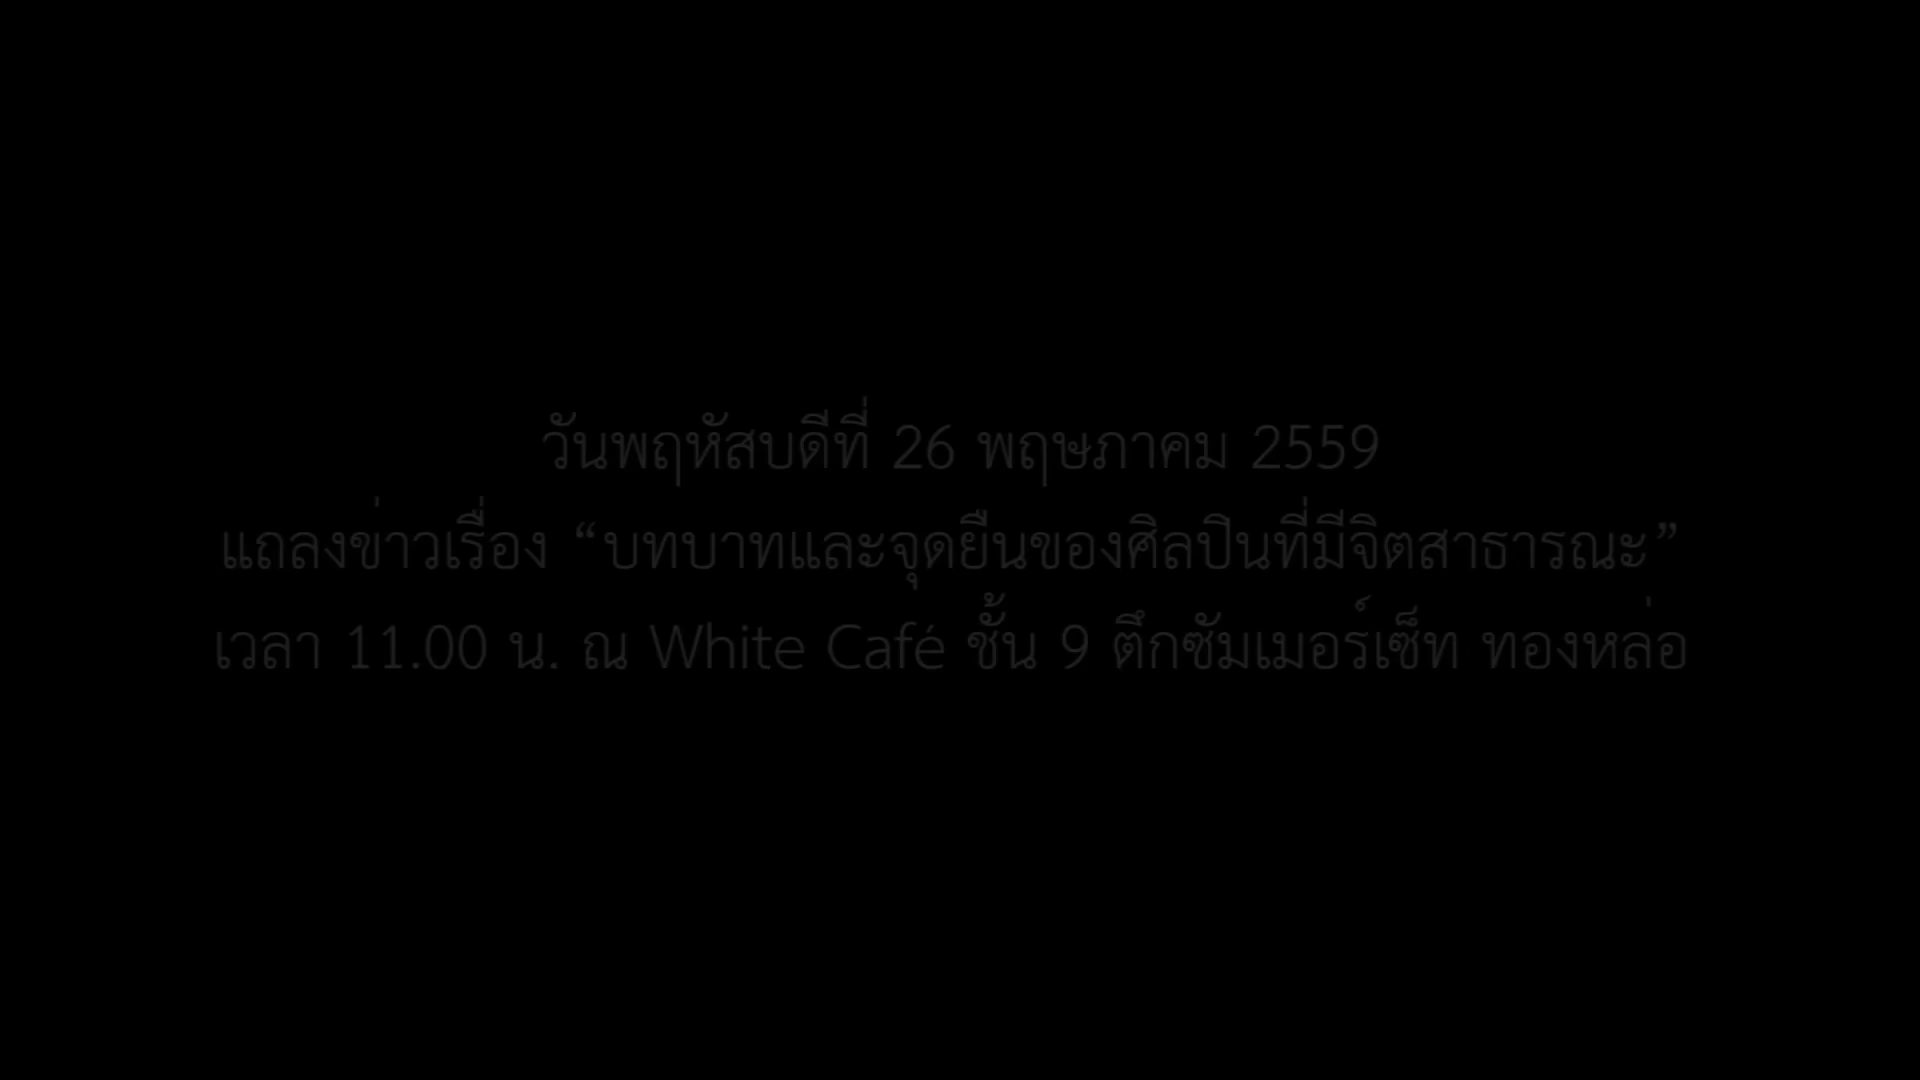 วันพฤหัสบดีที่ 26 พฤษภาคม 2559
แถลงข่าวเรื่อง “บทบาทและจุดยืนของศิลปินที่มีจิตสาธารณะ”
เวลา 11.00 น. ณ White Café ชั้น 9 ตึกซัมเมอร์เซ็ท ทองหล่อ